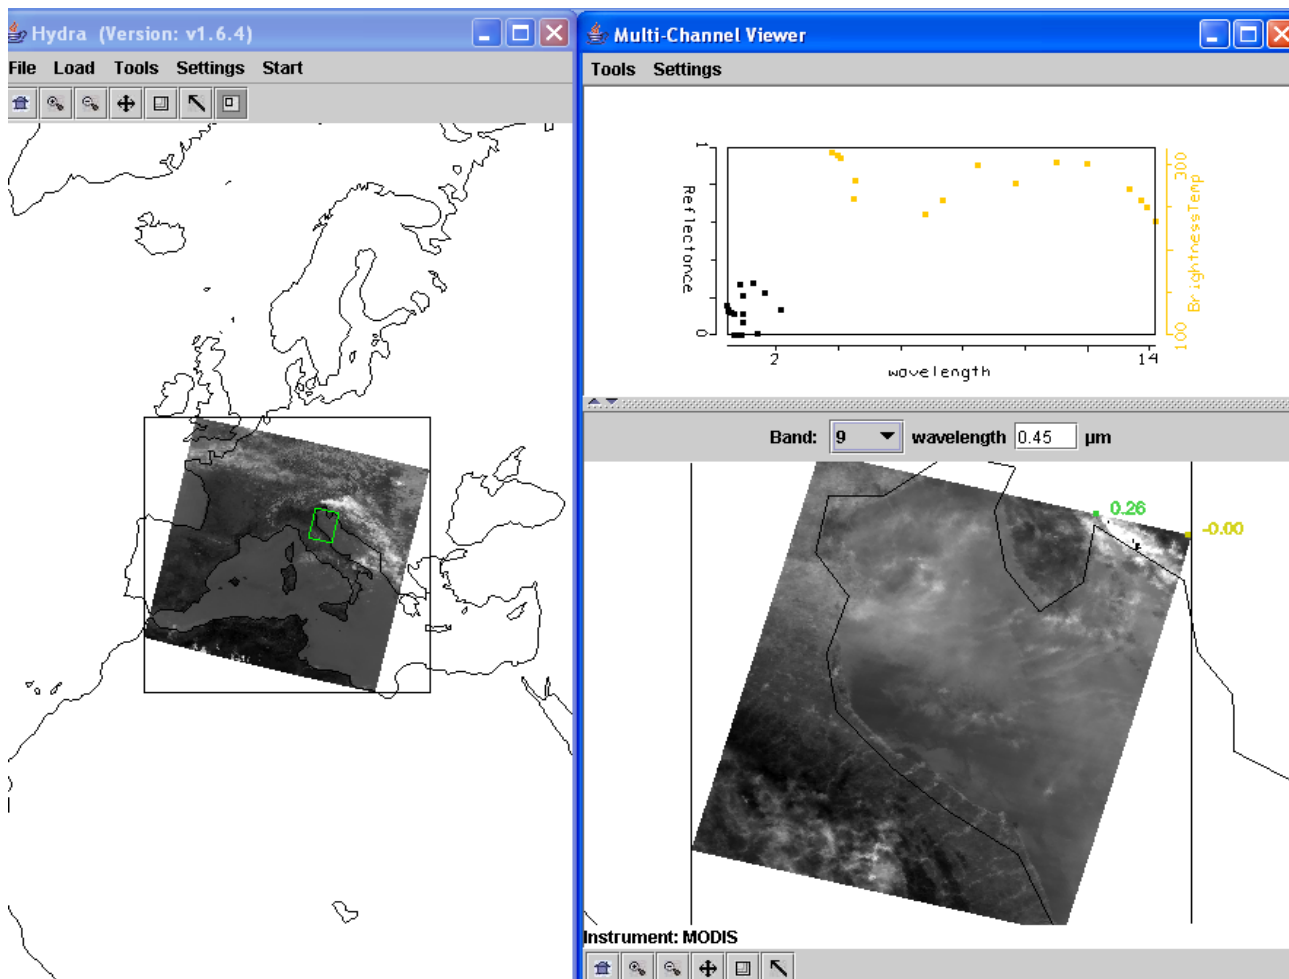 Hydra (Version: v1.6.4)
File Load Tools Settings Start
Multi-Channel Viewer
Tools Settings
1
Reflectance
0
300
BrightnessTemp
100
2
14
wavelength
Band: 9 wavelength 0.45 µm
0.26
-0.00
Instrument: MODIS